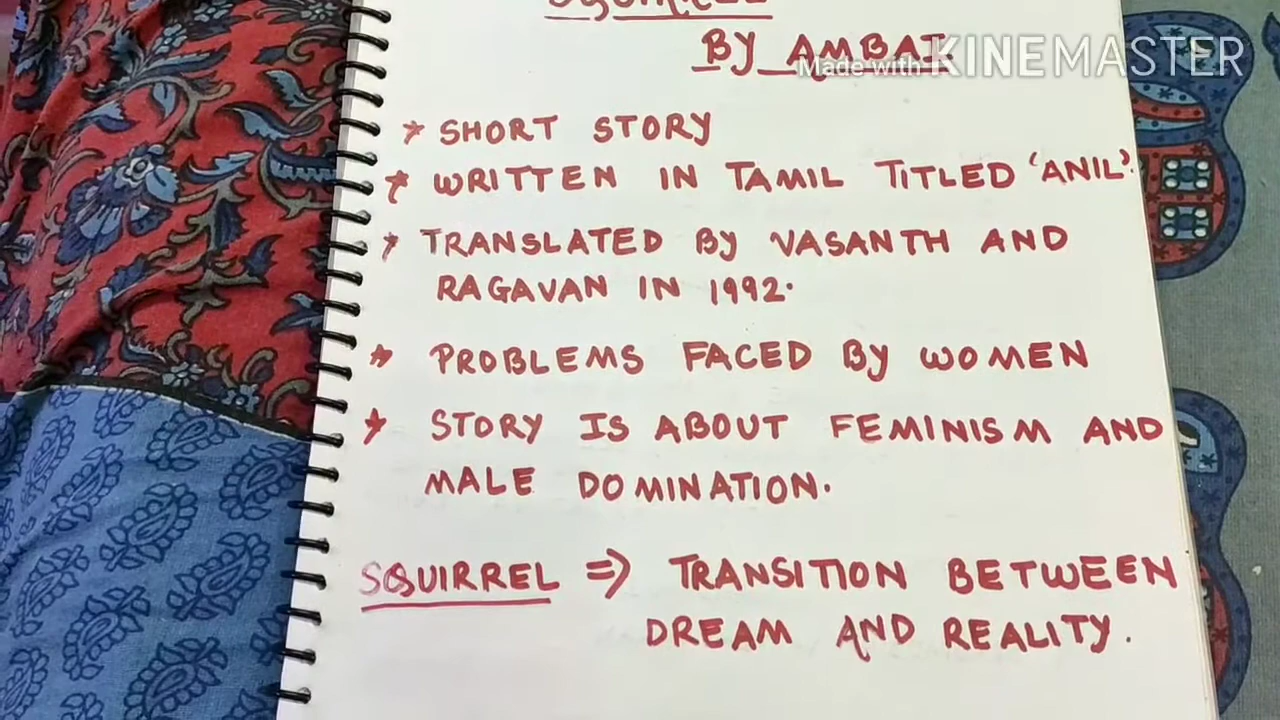 SQUIRREL
BY AMBAI
Made with KINEMASTER
* SHORT STORY
* WRITTEN IN TAMIL TITLED 'ANIL'.
* TRANSLATED BY VASANTH AND
RAGAVAN IN 1992.
* PROBLEMS FACED BY WOMEN
* STORY IS ABOUT FEMINISM AND
MALE DOMINATION.
SQUIRREL ⇒ TRANSITION BETWEEN
DREAM AND REALITY.